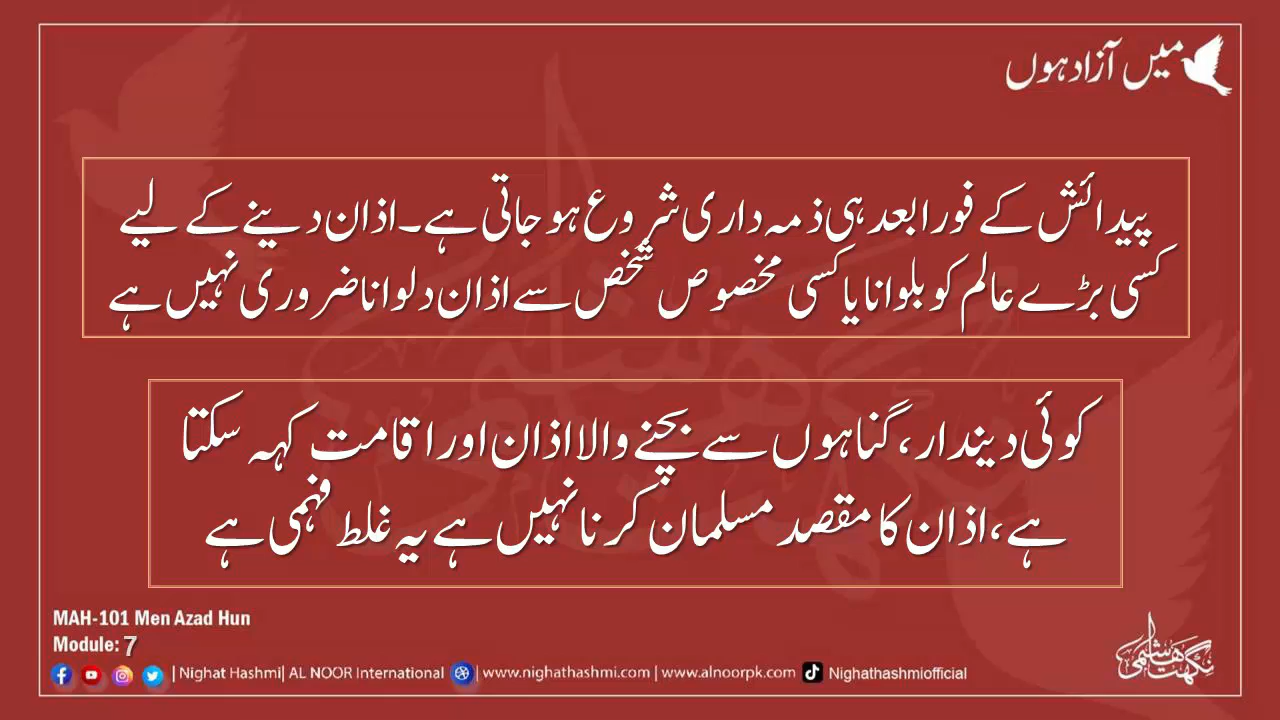 میں آزاد ہوں
پیدائش کے فورا بعد ہی ذمہ داری شروع ہو جاتی ہے۔ اذان دینے کے لیے
کسی بڑے عالم کو بلوانا یا کسی مخصوص شخص سے اذان دلوانا ضروری نہیں ہے
کوئی دیندار، گناہوں سے بچنے والا اذان اور اقامت کہہ سکتا
ہے، اذان کا مقصد مسلمان کرنا نہیں ہے یہ غلط فہمی ہے
MAH-101 Men Azad Hun
Module: 7
| Nighat Hashmi| AL NOOR International | www.nighathashmi.com | www.alnoorpk.com Nighathashmiofficial
نگہت ہاشمی